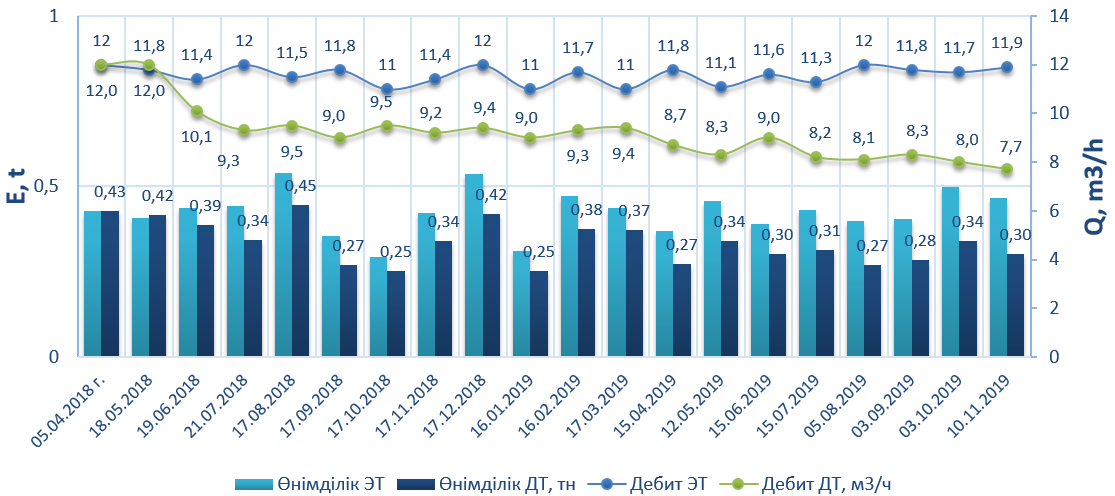 1
14
12 11,8 11,4 12 11,5 11,8 11 11,4 12 11 11,7 11 11,8 11,1 11,6 11,3 12 11,8 11,7 11,9
12
12,0 12,0 10,1 9,3 9,5 9,0 9,5 9,2 9,4 9,0 9,3 9,4 8,7 8,3 9,0 8,2 8,1 8,3 8,0 7,7
10
8
E, t
Q, m3/h
0,5
0,43 0,42 0,39 0,34 0,45 0,27 0,25 0,34 0,42 0,25 0,38 0,37 0,27 0,34 0,30 0,31 0,27 0,28 0,34 0,30
6
4
2
0
0
05.04.2018 г. 18.05.2018 19.06.2018 21.07.2018 17.08.2018 17.09.2018 17.10.2018 17.11.2018 17.12.2018 16.01.2019 16.02.2019 17.03.2019 15.04.2019 12.05.2019 15.06.2019 15.07.2019 05.08.2019 03.09.2019 03.10.2019 10.11.2019
Өнімділік ЭТ Өнімділік ДТ, тн Дебит ЭТ Дебит ДТ, м3/ч